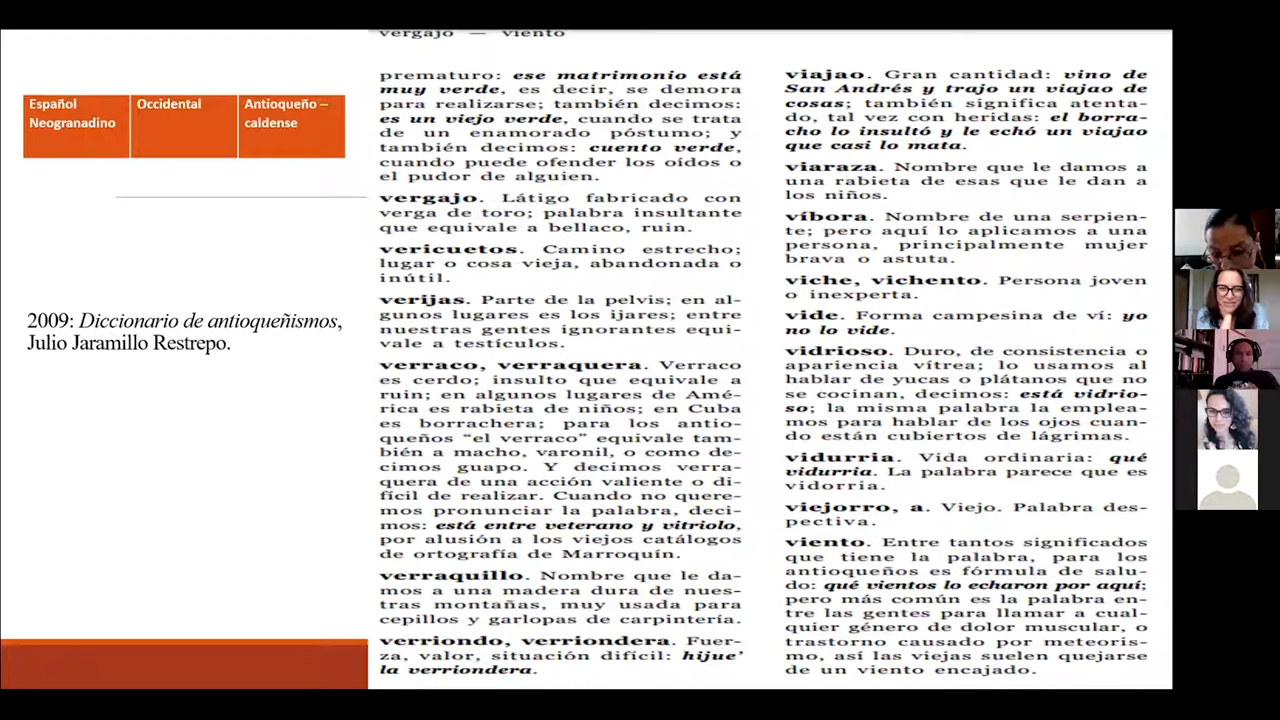 Español
Neogranadino
Occidental
Antioqueño –
caldense
2009: Diccionario de antioqueñismos,
Julio Jaramillo Restrepo.
vergajo — viento
prematuro: ese matrimonio está
muy verde, es decir, se demora
para realizarse; también decimos:
es un viejo verde, cuando se trata
de un enamorado póstumo; y
también decimos: cuento verde,
cuando puede ofender los oídos o
el pudor de alguien.
vergajo. Látigo fabricado con
verga de toro; palabra insultante
que equivale a bellaco, ruin.
vericuetos. Camino estrecho;
lugar o cosa vieja, abandonada o
inútil.
verijas. Parte de la pelvis; en al-
gunos lugares es los ijares; entre
nuestras gentes ignorantes equi-
vale a testículos.
verraco, verraquera. Verraco
es cerdo; insulto que equivale a
ruin; en algunos lugares de Amé-
rica es rabieta de niños; en Cuba
es borrachera; para los antio-
queños “el verraco” equivale tam-
bién a macho, varonil, o como de-
cimos guapo. Y decimos verra-
quera de una acción valiente o di-
fícil de realizar. Cuando no quere-
mos pronunciar la palabra, deci-
mos: está entre veterano y vitriolo,
por alusión a los viejos catálogos
de ortografía de Marroquín.
verraquillo. Nombre que le da-
mos a una madera dura de nues-
tras montañas, muy usada para
cepillos y garlopas de carpintería.
verriondo, verriondera. Fuer-
za, valor, situación difícil: hijue’
la verriondera.
viajao. Gran cantidad: vino de
San Andrés y trajo un viajao de
cosas; también significa atenta-
do, tal vez con heridas: el borra-
cho lo insultó y le echó un viajao
que casi lo mata.
viaraza. Nombre que le damos a
una rabieta de esas que le dan a
los niños.
víbora. Nombre de una serpien-
te; pero aquí lo aplicamos a una
persona, principalmente mujer
brava o astuta.
viche, vichento. Persona joven
o inexperta.
vide. Forma campesina de ví: yo
no lo vide.
vidrioso. Duro, de consistencia o
apariencia vítrea; lo usamos al
hablar de yucas o plátanos que no
se cocinan, decimos: está vidrio-
so; la misma palabra la emplea-
mos para hablar de los ojos cuan-
do están cubiertos de lágrimas.
vidurria. Vida ordinaria: qué
vidurria. La palabra parece que es
vidorria.
viejorro, a. Viejo. Palabra des-
pectiva.
viento. Entre tantos significados
que tiene la palabra, para los
antioqueños es fórmula de salu-
do: qué vientos lo echaron por aquí;
pero más común es la palabra en-
tre las gentes para llamar a cual-
quier género de dolor muscular, o
trastorno causado por meteoris-
mo, así las viejas suelen quejarse
de un viento encajado.